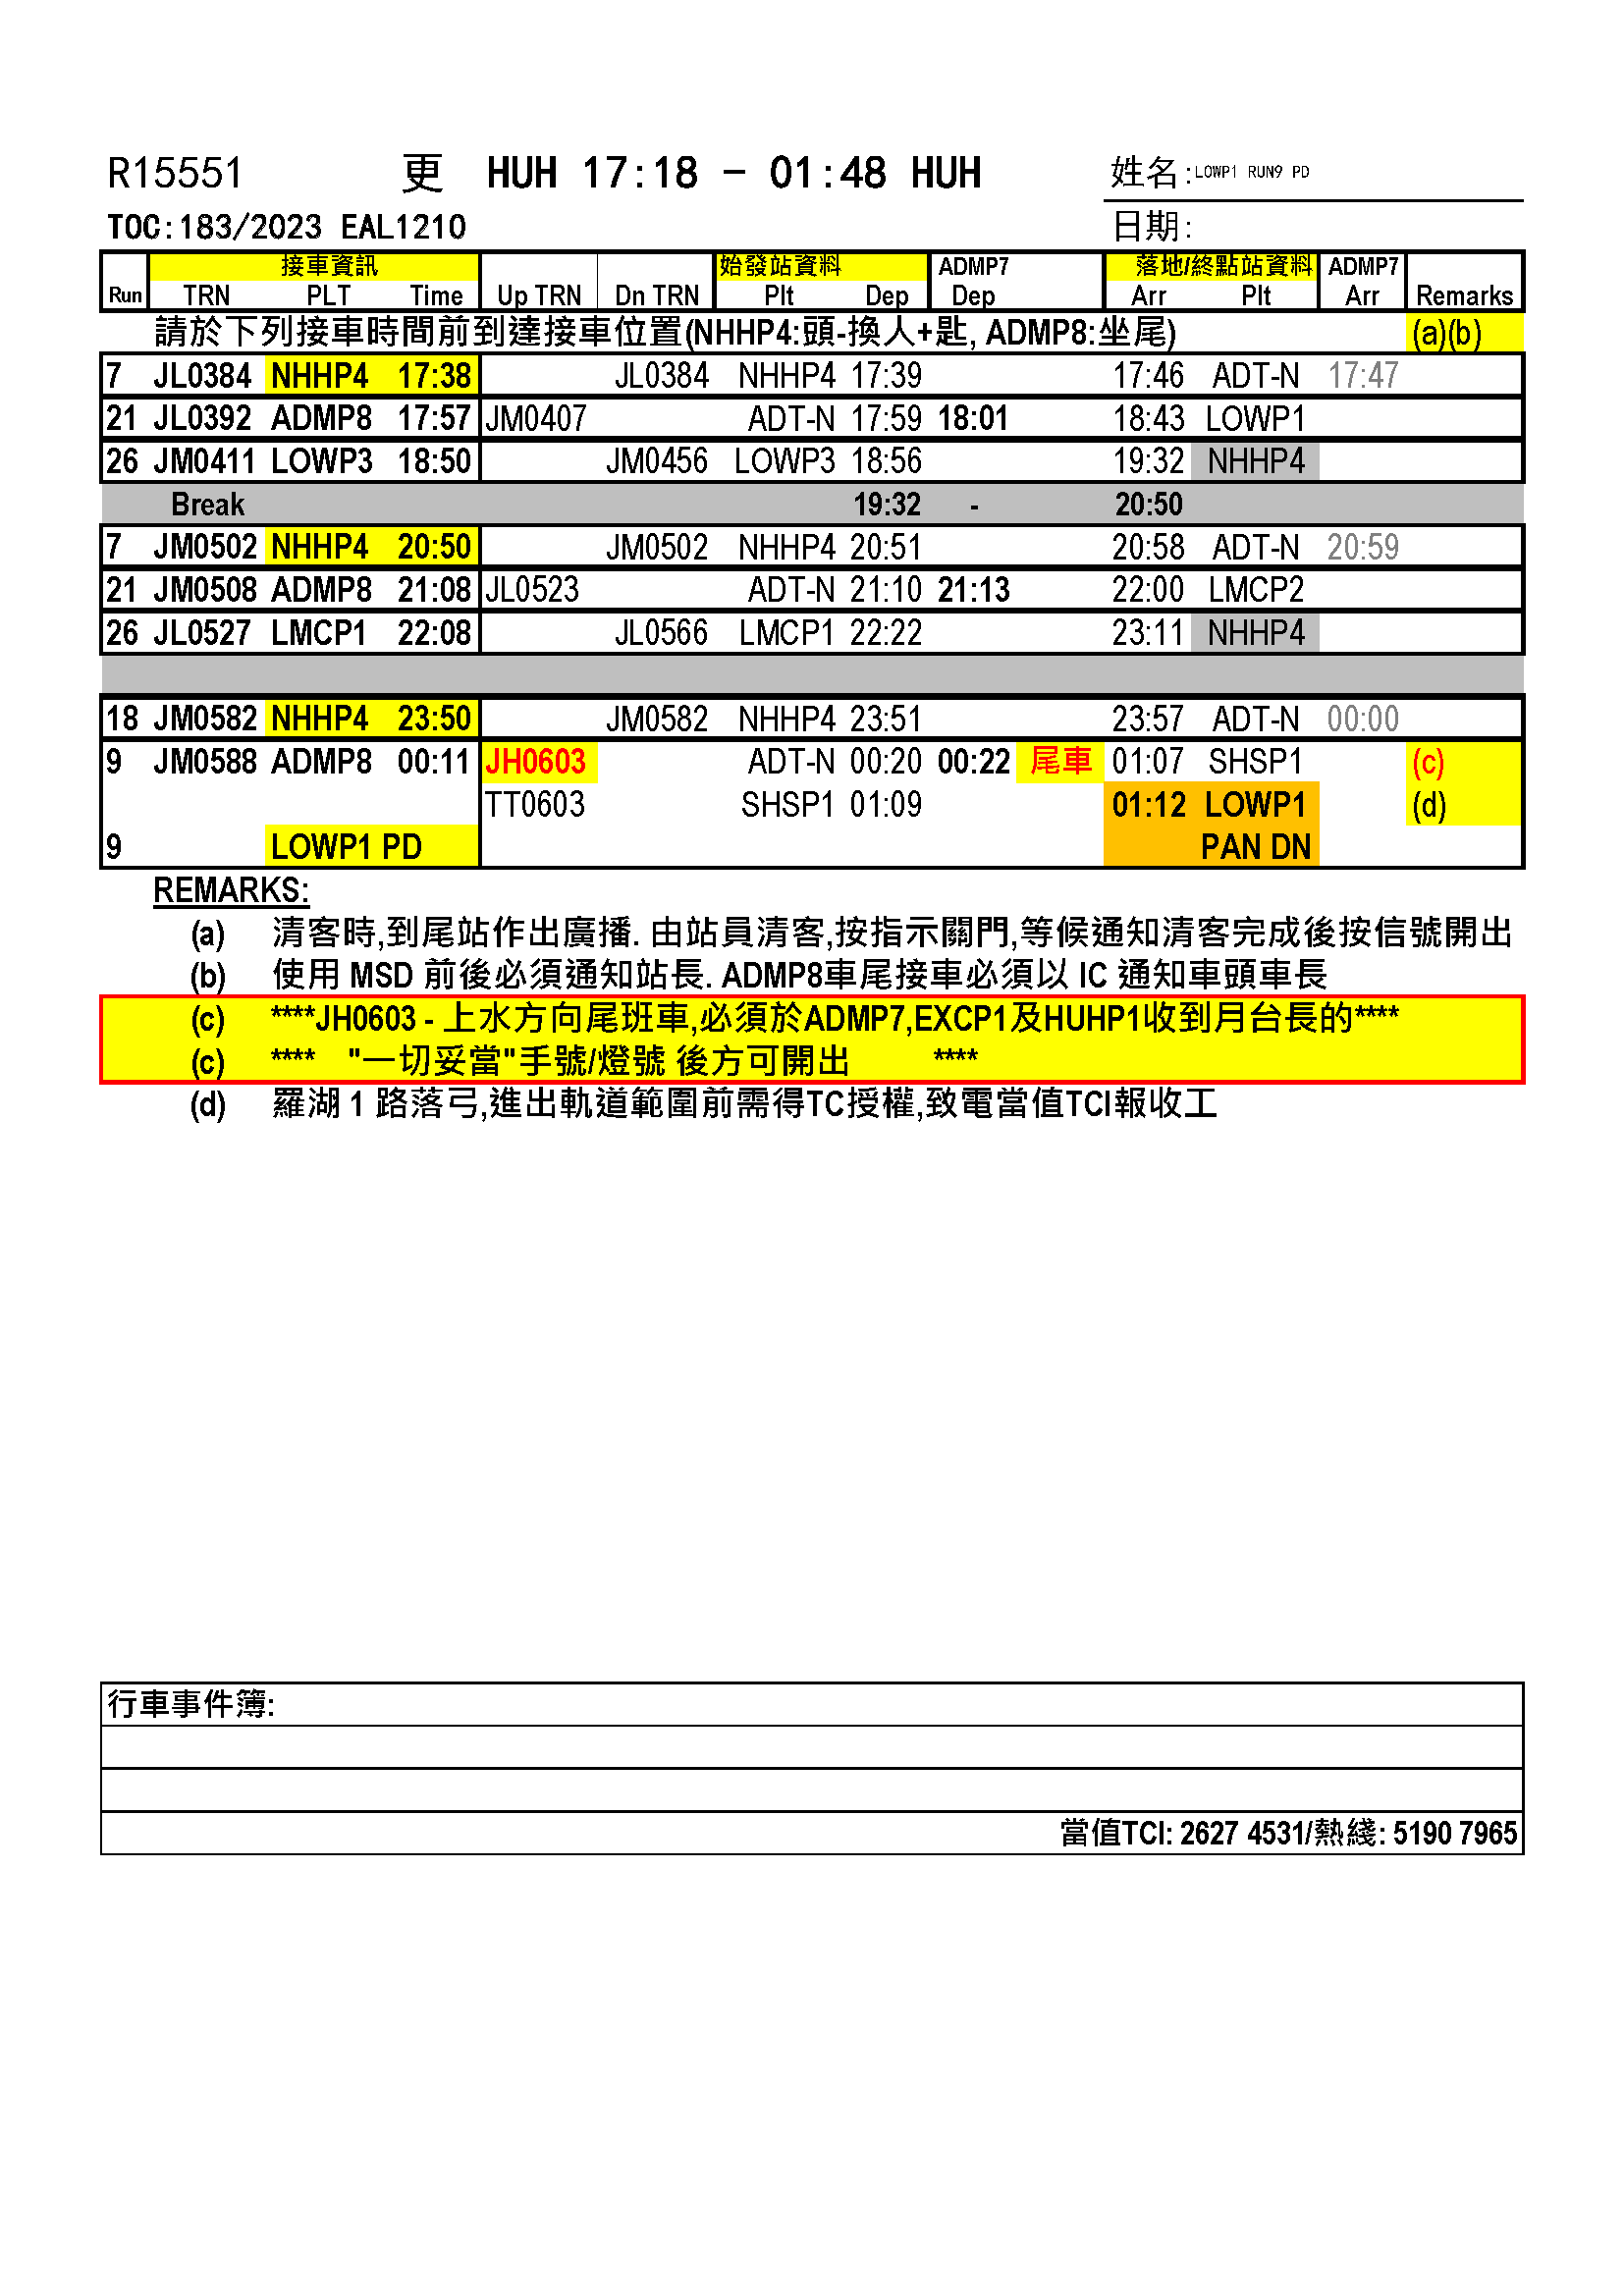 R15551 更 HUH 17:18 - 01:48 HUH 姓名:LOWP1 RUN9 PD
TOC:183/2023 EAL1210 日期:
接車資訊 始發站資料 ADMP7 落地/終點站資料 ADMP7
Run TRN PLT Time Up TRN Dn TRN Plt Dep Dep Arr Plt Arr Remarks
請於下列接車時間前到達接車位置(NHHP4:頭-換人+匙, ADMP8:坐尾) (a)(b)
7 JL0384 NHHP4 17:38 JL0384 NHHP4 17:39 17:46 ADT-N 17:47
21 JL0392 ADMP8 17:57 JM0407 ADT-N 17:59 18:01 18:43 LOWP1
26 JM0411 LOWP3 18:50 JM0456 LOWP3 18:56 19:32 NHHP4
Break 19:32 - 20:50
7 JM0502 NHHP4 20:50 JM0502 NHHP4 20:51 20:58 ADT-N 20:59
21 JM0508 ADMP8 21:08 JL0523 ADT-N 21:10 21:13 22:00 LMCP2
26 JL0527 LMCP1 22:08 JL0566 LMCP1 22:22 23:11 NHHP4
18 JM0582 NHHP4 23:50 JM0582 NHHP4 23:51 23:57 ADT-N 00:00
9 JM0588 ADMP8 00:11 JH0603 ADT-N 00:20 00:22 尾車 01:07 SHSP1 (c)
TT0603 SHSP1 01:09 01:12 LOWP1 (d)
9 LOWP1 PD PAN DN
REMARKS:
(a) 清客時,到尾站作出廣播. 由站員清客,按指示關門,等候通知清客完成後按信號開出
(b) 使用 MSD 前後必須通知站長. ADMP8車尾接車必須以 IC 通知車頭車長
(c) ****JH0603 - 上水方向尾班車,必須於ADMP7,EXCP1及HUHP1收到月台長的****
(c) **** "一切妥當"手號/燈號 後方可開出 ****
(d) 羅湖 1 路落弓,進出軌道範圍前需得TC授權,致電當值TCI報收工
行車事件簿:
當值TCI: 2627 4531/熱綫: 5190 7965